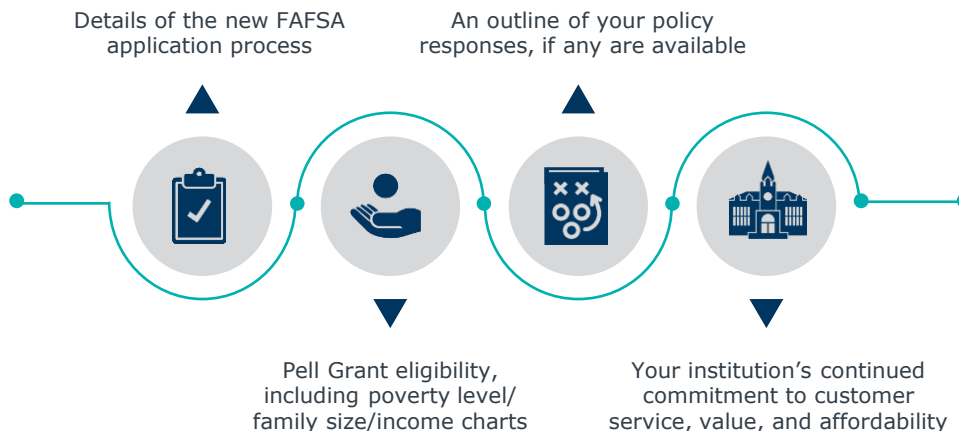 Details of the new FAFSA
application process
An outline of your policy
responses, if any are available
Pell Grant eligibility,
including poverty level/
family size/income charts
Your institution’s continued
commitment to customer
service, value, and affordability